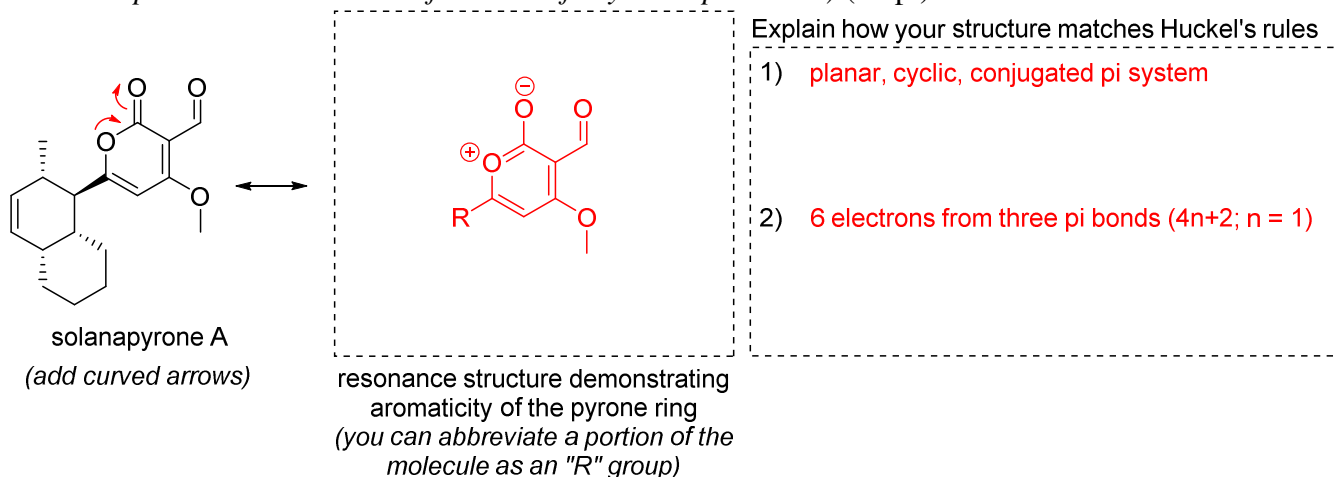 Explain how your structure matches Huckel's rules
1) planar, cyclic, conjugated pi system
2) 6 electrons from three pi bonds (4n+2; n = 1)
O
O
O
O
solanapyrone A
(add curved arrows)
⊖
O
O
⊕
O
R
O
resonance structure demonstrating
aromaticity of the pyrone ring
(you can abbreviate a portion of the
molecule as an "R" group)